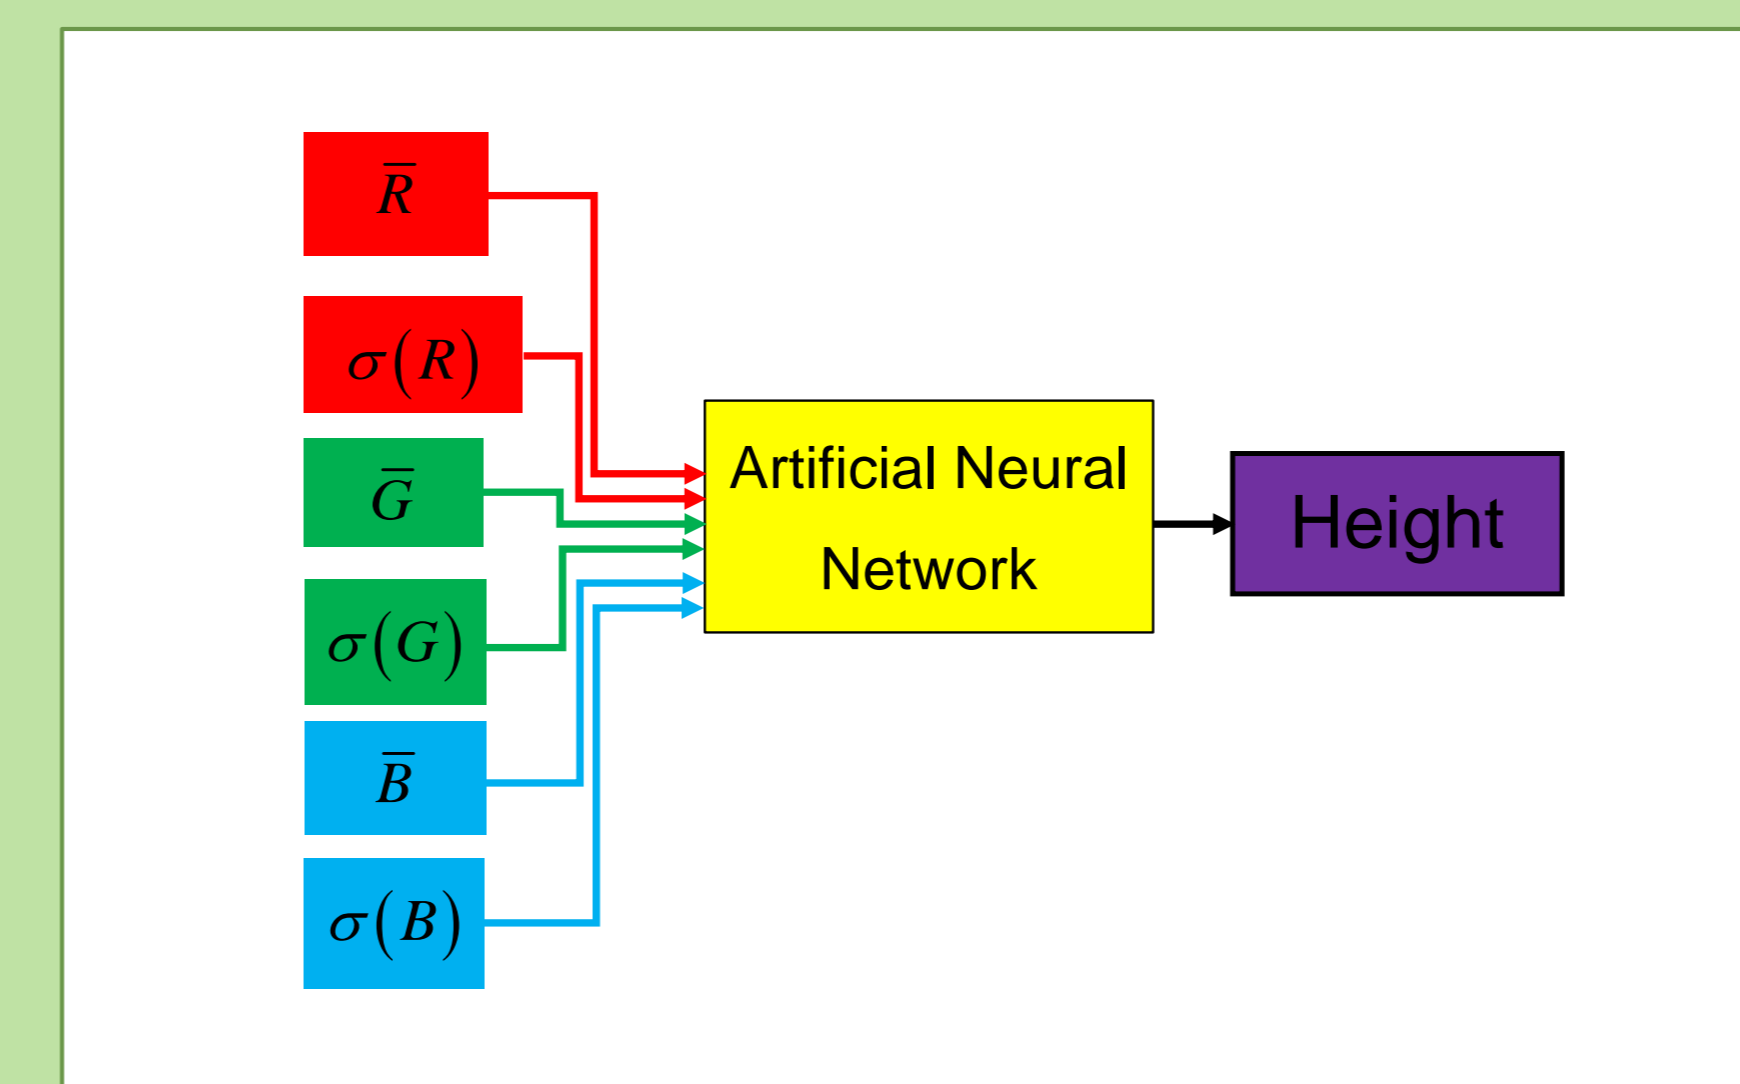 R̅
σ(R)
G̅
σ(G)
B̅
σ(B)
Artificial Neural
Network
Height